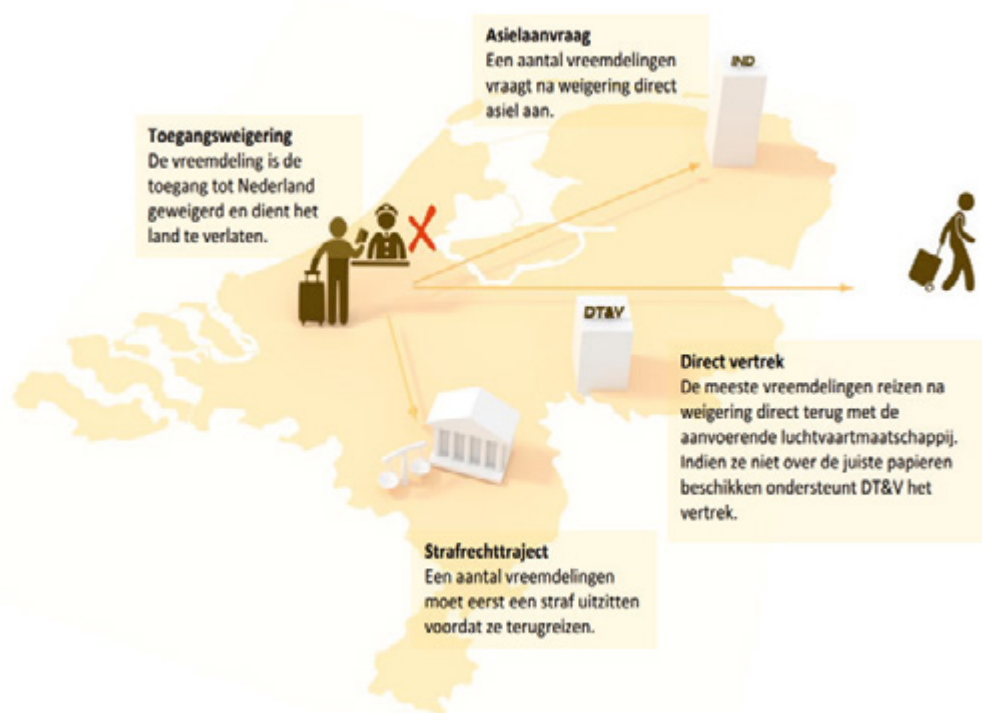 Asielaanvraag
Een aantal vreemdelingen
vraagt na weigering direct
asiel aan.
IND
Toegangsweigering
De vreemdeling is de
toegang tot Nederland
geweigerd en dient het
land te verlaten.
DT&V
Direct vertrek
De meeste vreemdelingen reizen na
weigering direct terug met de
aanvoerende luchtvaartmaatschappij.
Indien ze niet over de juiste papieren
beschikken ondersteunt DT&V het
vertrek.
Strafrechttraject
Een aantal vreemdelingen
moet eerst een straf uitzitten
voordat ze terugreizen.